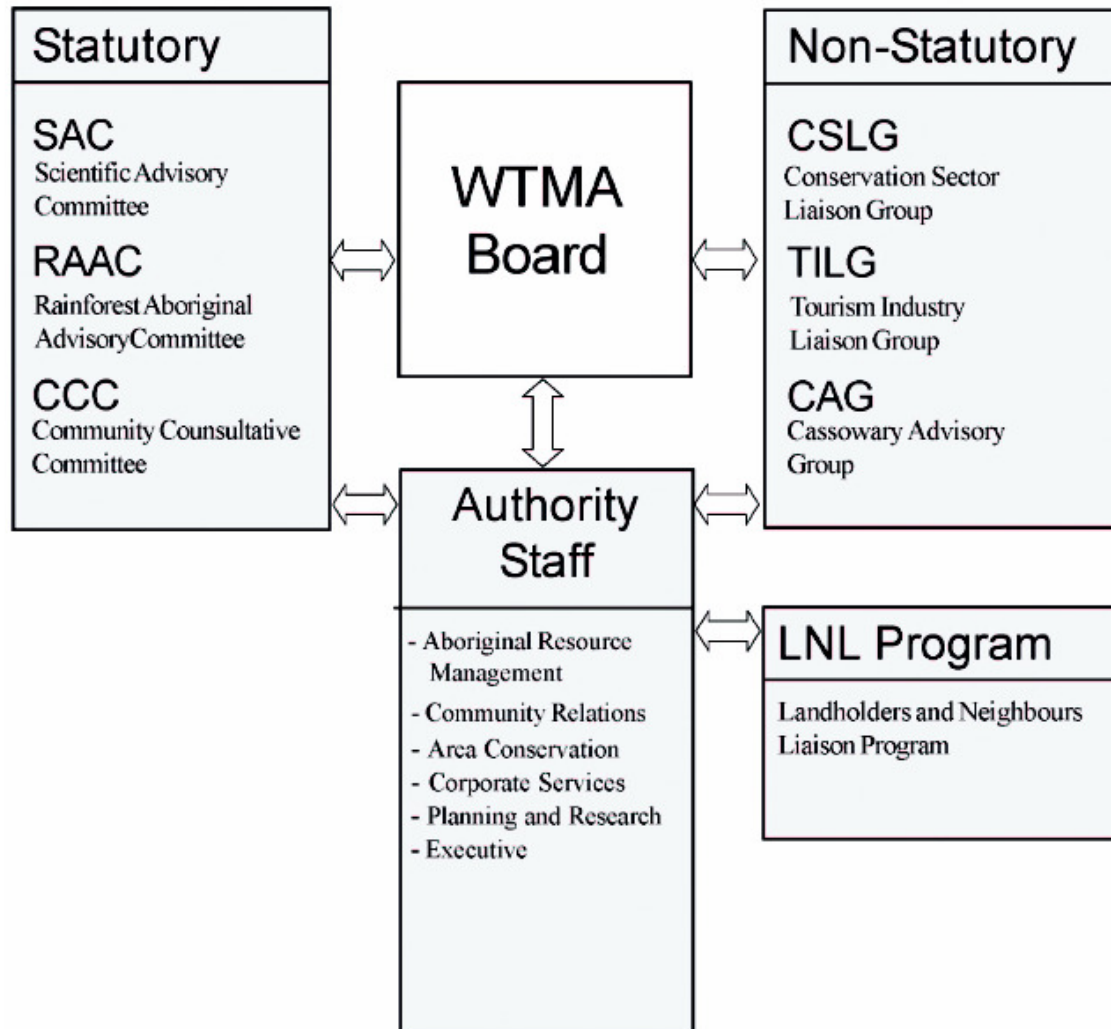 Statutory
SAC
Scientific Advisory
Committee
RAAC
Rainforest Aboriginal
AdvisoryCommittee
CCC
Community Counsultative
Committee
WTMA
Board
Non-Statutory
CSLG
Conservation Sector
Liaison Group
TILG
Tourism Industry
Liaison Group
CAG
Cassowary Advisory
Group
Authority
Staff
- Aboriginal Resource
Management
- Community Relations
- Area Conservation
- Corporate Services
- Planning and Research
- Executive
LNL Program
Landholders and Neighbours
Liaison Program